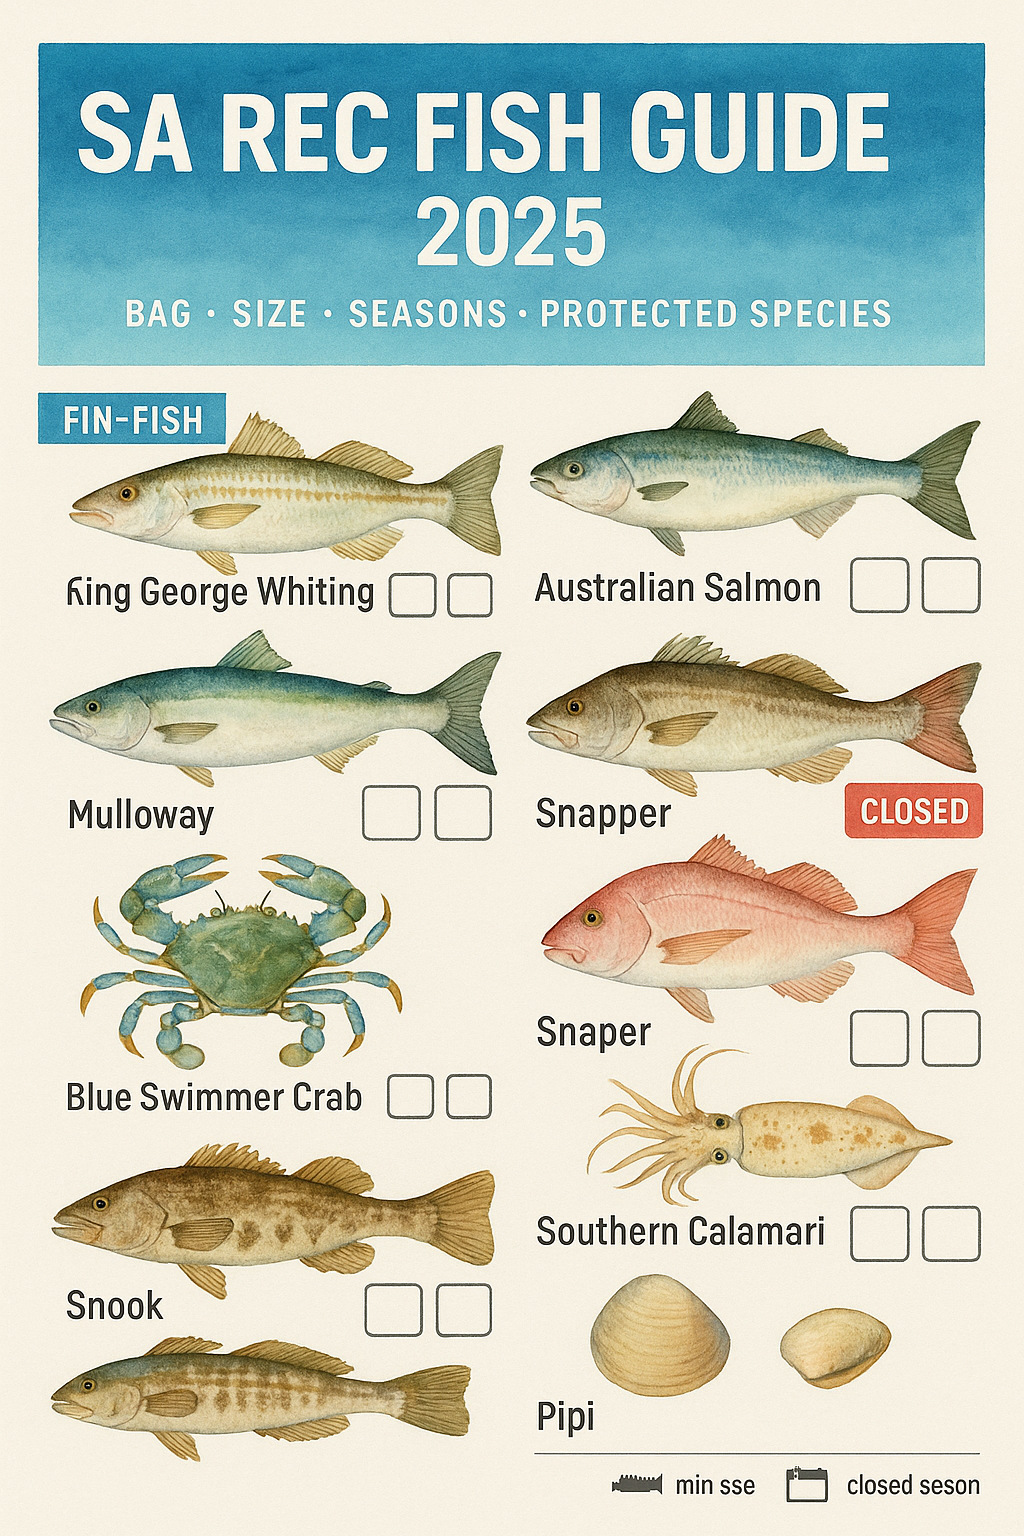 SA REC FISH GUIDE
2025
BAG · SIZE · SEASONS · PROTECTED SPECIES
FIN-FISH
King George Whiting
Australian Salmon
Mulloway
Snapper
CLOSED
Blue Swimmer Crab
Snaper
Southern Calamari
Snook
Pipi
min sse
closed seson